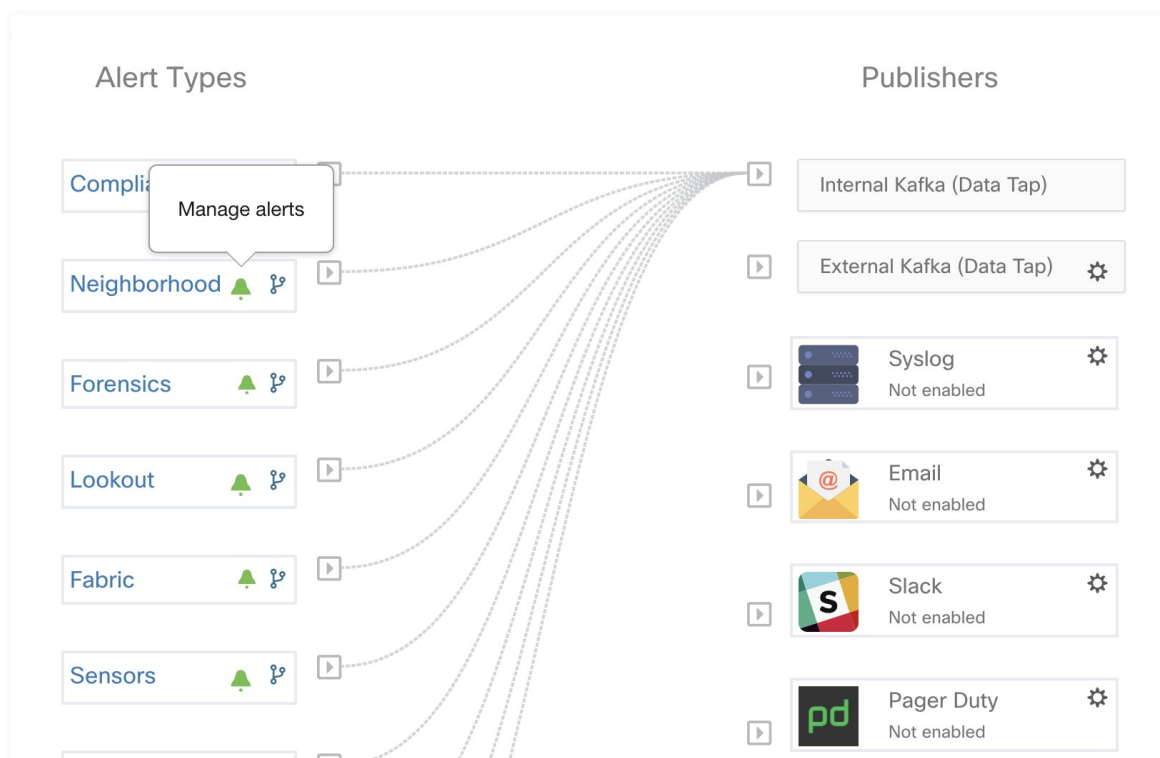 Alert Types
Publishers
Manage alerts
Neighborhood
Forensics
Lookout
Fabric
Sensors
Internal Kafka (Data Tap)
External Kafka (Data Tap)
Syslog
Not enabled
@
Email
Not enabled
S
Slack
Not enabled
pd
Pager Duty
Not enabled